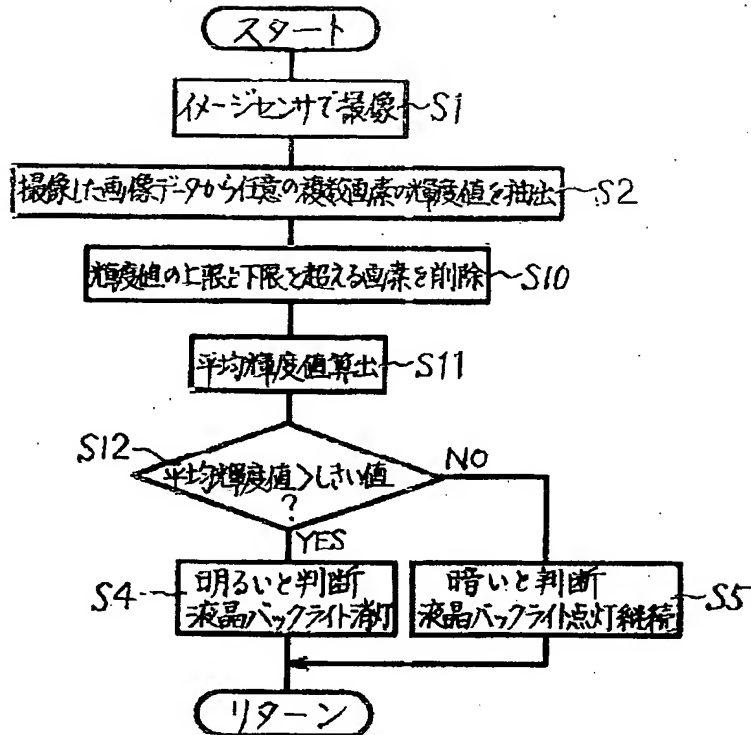 スタート
イメージセンサで撮像
S1
撮像した画像データから任意の複数画素の輝度値を抽出
S2
輝度値の上限と下限を超える画素を削除
S10
平均輝度値算出
S11
S12
平均輝度値>しきい値
?
NO
YES
S4
明るいと判断
液晶バックライト消灯
暗いと判断
液晶バックライト点灯継続
S5
リターン